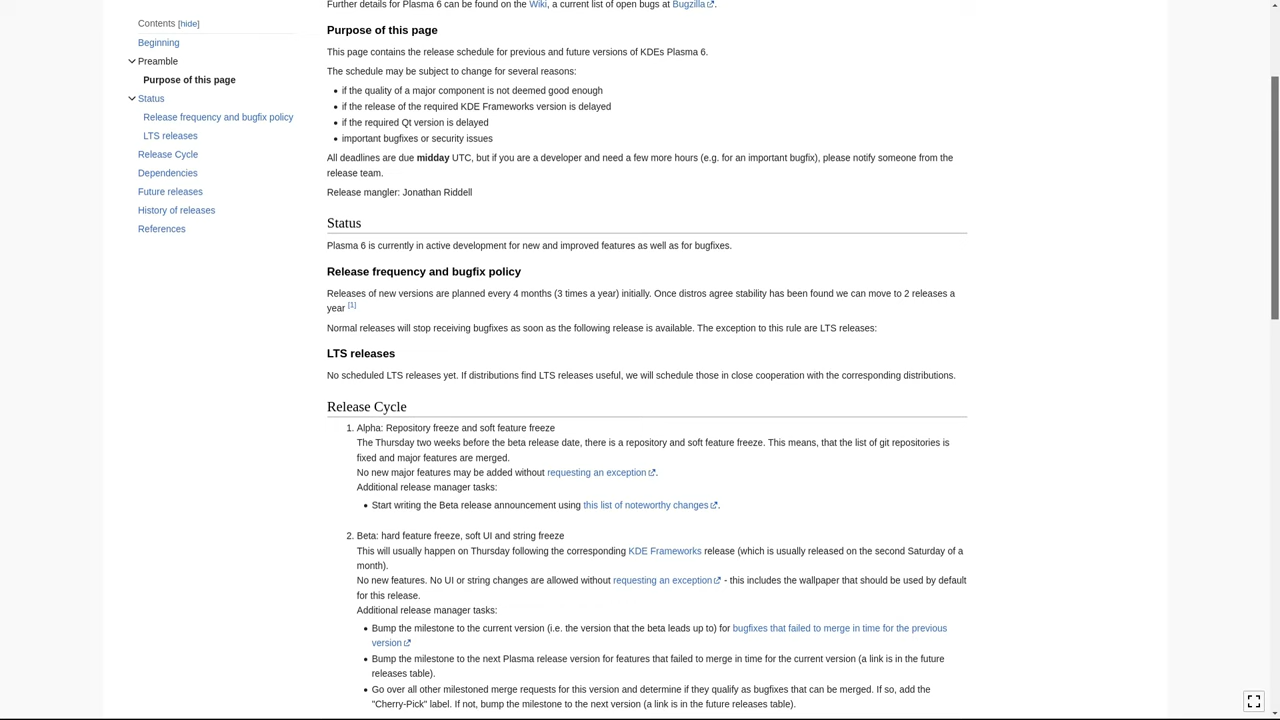 Further details for Plasma 6 can be found on the Wiki, a current list of open bugs at Bugzilla.
Contents [hide]
Beginning
Preamble
Purpose of this page
Status
Release frequency and bugfix policy
LTS releases
Release Cycle
Dependencies
Future releases
History of releases
References
Purpose of this page
This page contains the release schedule for previous and future versions of KDEs Plasma 6.
The schedule may be subject to change for several reasons:
if the quality of a major component is not deemed good enough
if the release of the required KDE Frameworks version is delayed
if the required Qt version is delayed
important bugfixes or security issues
All deadlines are due midday UTC, but if you are a developer and need a few more hours (e.g. for an important bugfix), please notify someone from the
release team.
Release mangler: Jonathan Riddell
Status
Plasma 6 is currently in active development for new and improved features as well as for bugfixes.
Release frequency and bugfix policy
Releases of new versions are planned every 4 months (3 times a year) initially. Once distros agree stability has been found we can move to 2 releases a
year [1]
Normal releases will stop receiving bugfixes as soon as the following release is available. The exception to this rule are LTS releases:
LTS releases
No scheduled LTS releases yet. If distributions find LTS releases useful, we will schedule those in close cooperation with the corresponding distributions.
Release Cycle
1. Alpha: Repository freeze and soft feature freeze
The Thursday two weeks before the beta release date, there is a repository and soft feature freeze. This means, that the list of git repositories is
fixed and major features are merged.
No new major features may be added without requesting an exception.
Additional release manager tasks:
Start writing the Beta release announcement using this list of noteworthy changes.
2. Beta: hard feature freeze, soft UI and string freeze
This will usually happen on Thursday following the corresponding KDE Frameworks release (which is usually released on the second Saturday of a
month).
No new features. No UI or string changes are allowed without requesting an exception - this includes the wallpaper that should be used by default
for this release.
Additional release manager tasks:
Bump the milestone to the current version (i.e. the version that the beta leads up to) for bugfixes that failed to merge in time for the previous
version
Bump the milestone to the next Plasma release version for features that failed to merge in time for the current version (a link is in the future
releases table).
Go over all other milestoned merge requests for this version and determine if they qualify as bugfixes that can be merged. If so, add the
"Cherry-Pick" label. If not, bump the milestone to the next version (a link is in the future releases table).